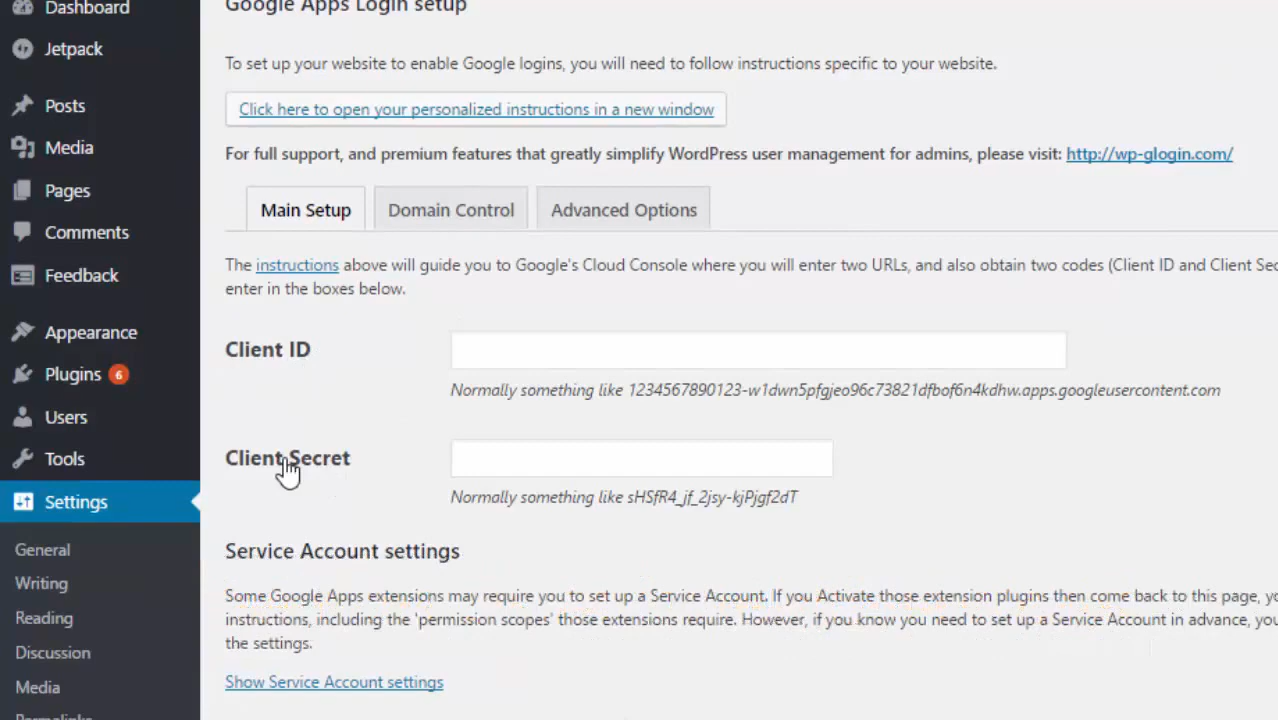 Dashboard
Jetpack
Posts
Media
Pages
Comments
Feedback
Appearance
Plugins 6
Users
Tools
Settings
General
Writing
Reading
Discussion
Media
Permalinks
Google Apps Login setup
To set up your website to enable Google logins, you will need to follow instructions specific to your website.
Click here to open your personalized instructions in a new window
For full support, and premium features that greatly simplify WordPress user management for admins, please visit: http://wp-glogin.com/
Main Setup Domain Control Advanced Options
The instructions above will guide you to Google's Cloud Console where you will enter two URLs, and also obtain two codes (Client ID and Client Sec
enter in the boxes below.
Client ID
Normally something like 1234567890123-w1dwn5pfgjeo96c73821dfbof6n4kdhw.apps.googleusercontent.com
Client Secret
Normally something like sHSfR4_jf_2jsy-kjPjgf2dT
Service Account settings
Some Google Apps extensions may require you to set up a Service Account. If you Activate those extension plugins then come back to this page, yo
instructions, including the 'permission scopes' those extensions require. However, if you know you need to set up a Service Account in advance, you
the settings.
Show Service Account settings